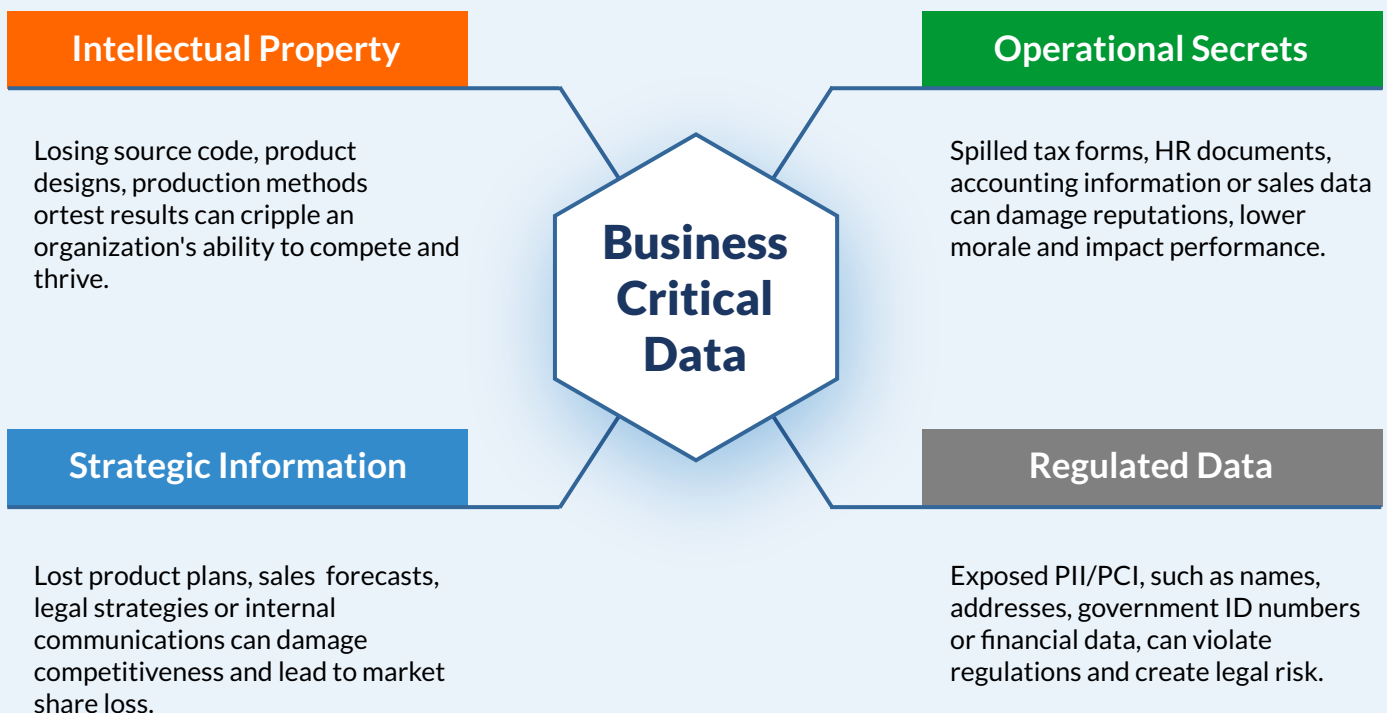 Intellectual Property
Losing source code, product
designs, production methods
ortest results can cripple an
organization's ability to compete and
thrive.
Operational Secrets
Spilled tax forms, HR documents,
accounting information or sales data
can damage reputations, lower
morale and impact performance.
Business
Critical
Data
Strategic Information
Lost product plans, sales  forecasts,
legal strategies or internal
communications can damage
competitiveness and lead to market
share loss.
Regulated Data
Exposed PII/PCI, such as names,
addresses, government ID numbers
or financial data, can violate
regulations and create legal risk.